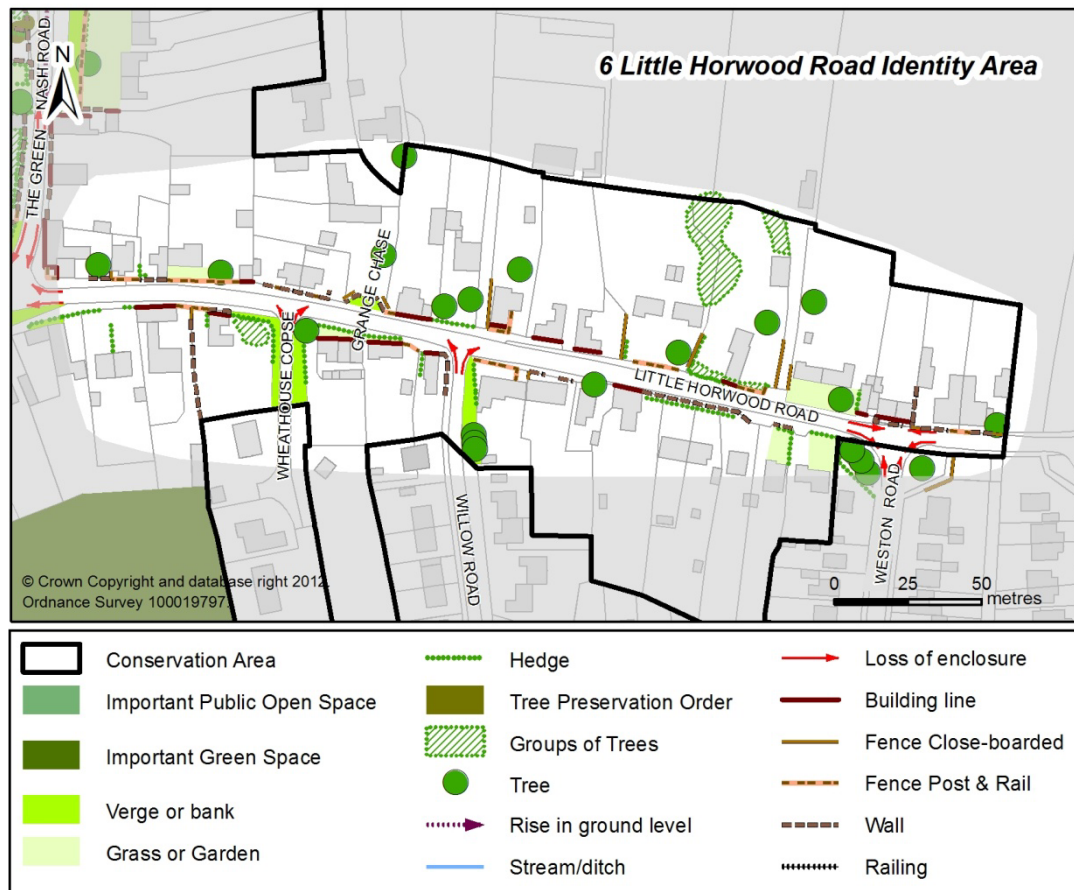 6 Little Horwood Road Identity Area
N
THE GREEN
NASH ROAD
GRANGE CHASE
WHEATHOUSE COPSE
LITTLE HORWOOD ROAD
WILLOW ROAD
WESTON ROAD
0 25 50
metres
© Crown Copyright and database right 2012.
Ordnance Survey 100019797.
Conservation Area
Important Public Open Space
Important Green Space
Verge or bank
Grass or Garden
Hedge
Tree Preservation Order
Groups of Trees
Tree
Rise in ground level
Stream/ditch
Loss of enclosure
Building line
Fence Close-boarded
Fence Post & Rail
Wall
Railing